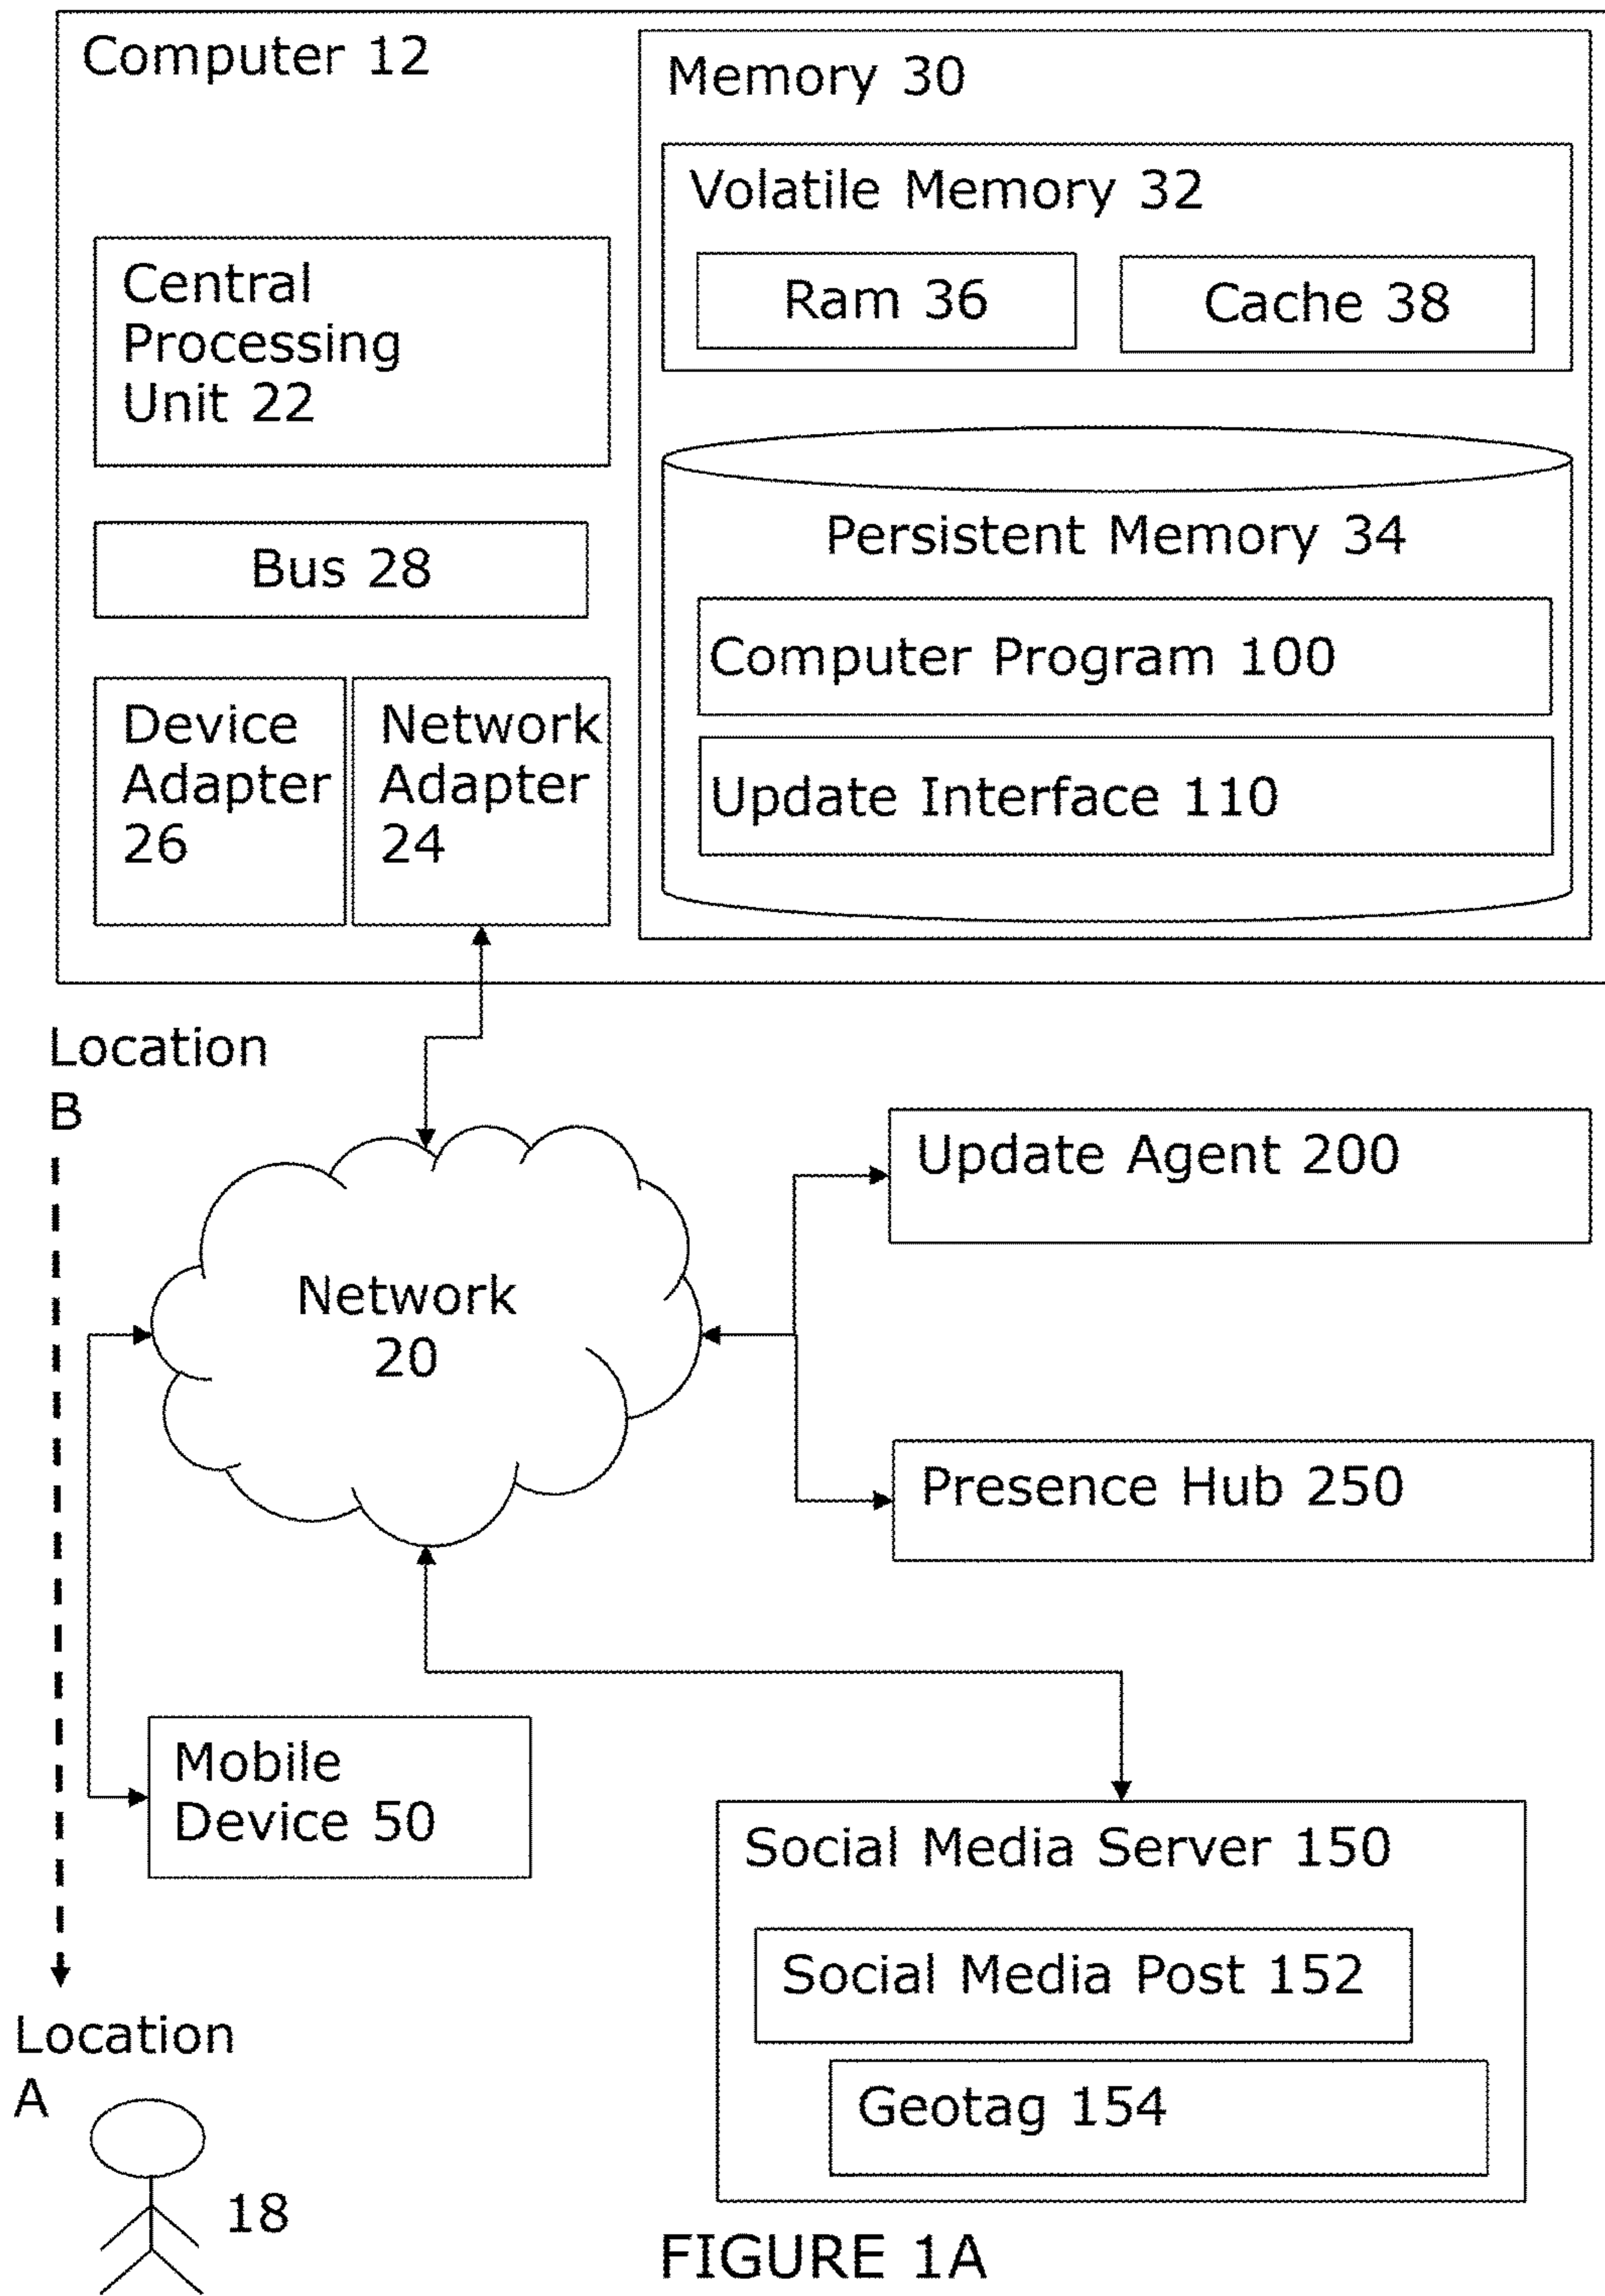 Computer 12
Central
Processing
Unit 22
Bus 28
Device
Adapter
26
Network
Adapter
24
Memory 30
Volatile Memory 32
Ram 36
Cache 38
Persistent Memory 34
Computer Program 100
Update Interface 110
Location
B
Network
20
Update Agent 200
Presence Hub 250
Mobile
Device 50
Social Media Server 150
Social Media Post 152
Geotag 154
Location
A
18
FIGURE 1A